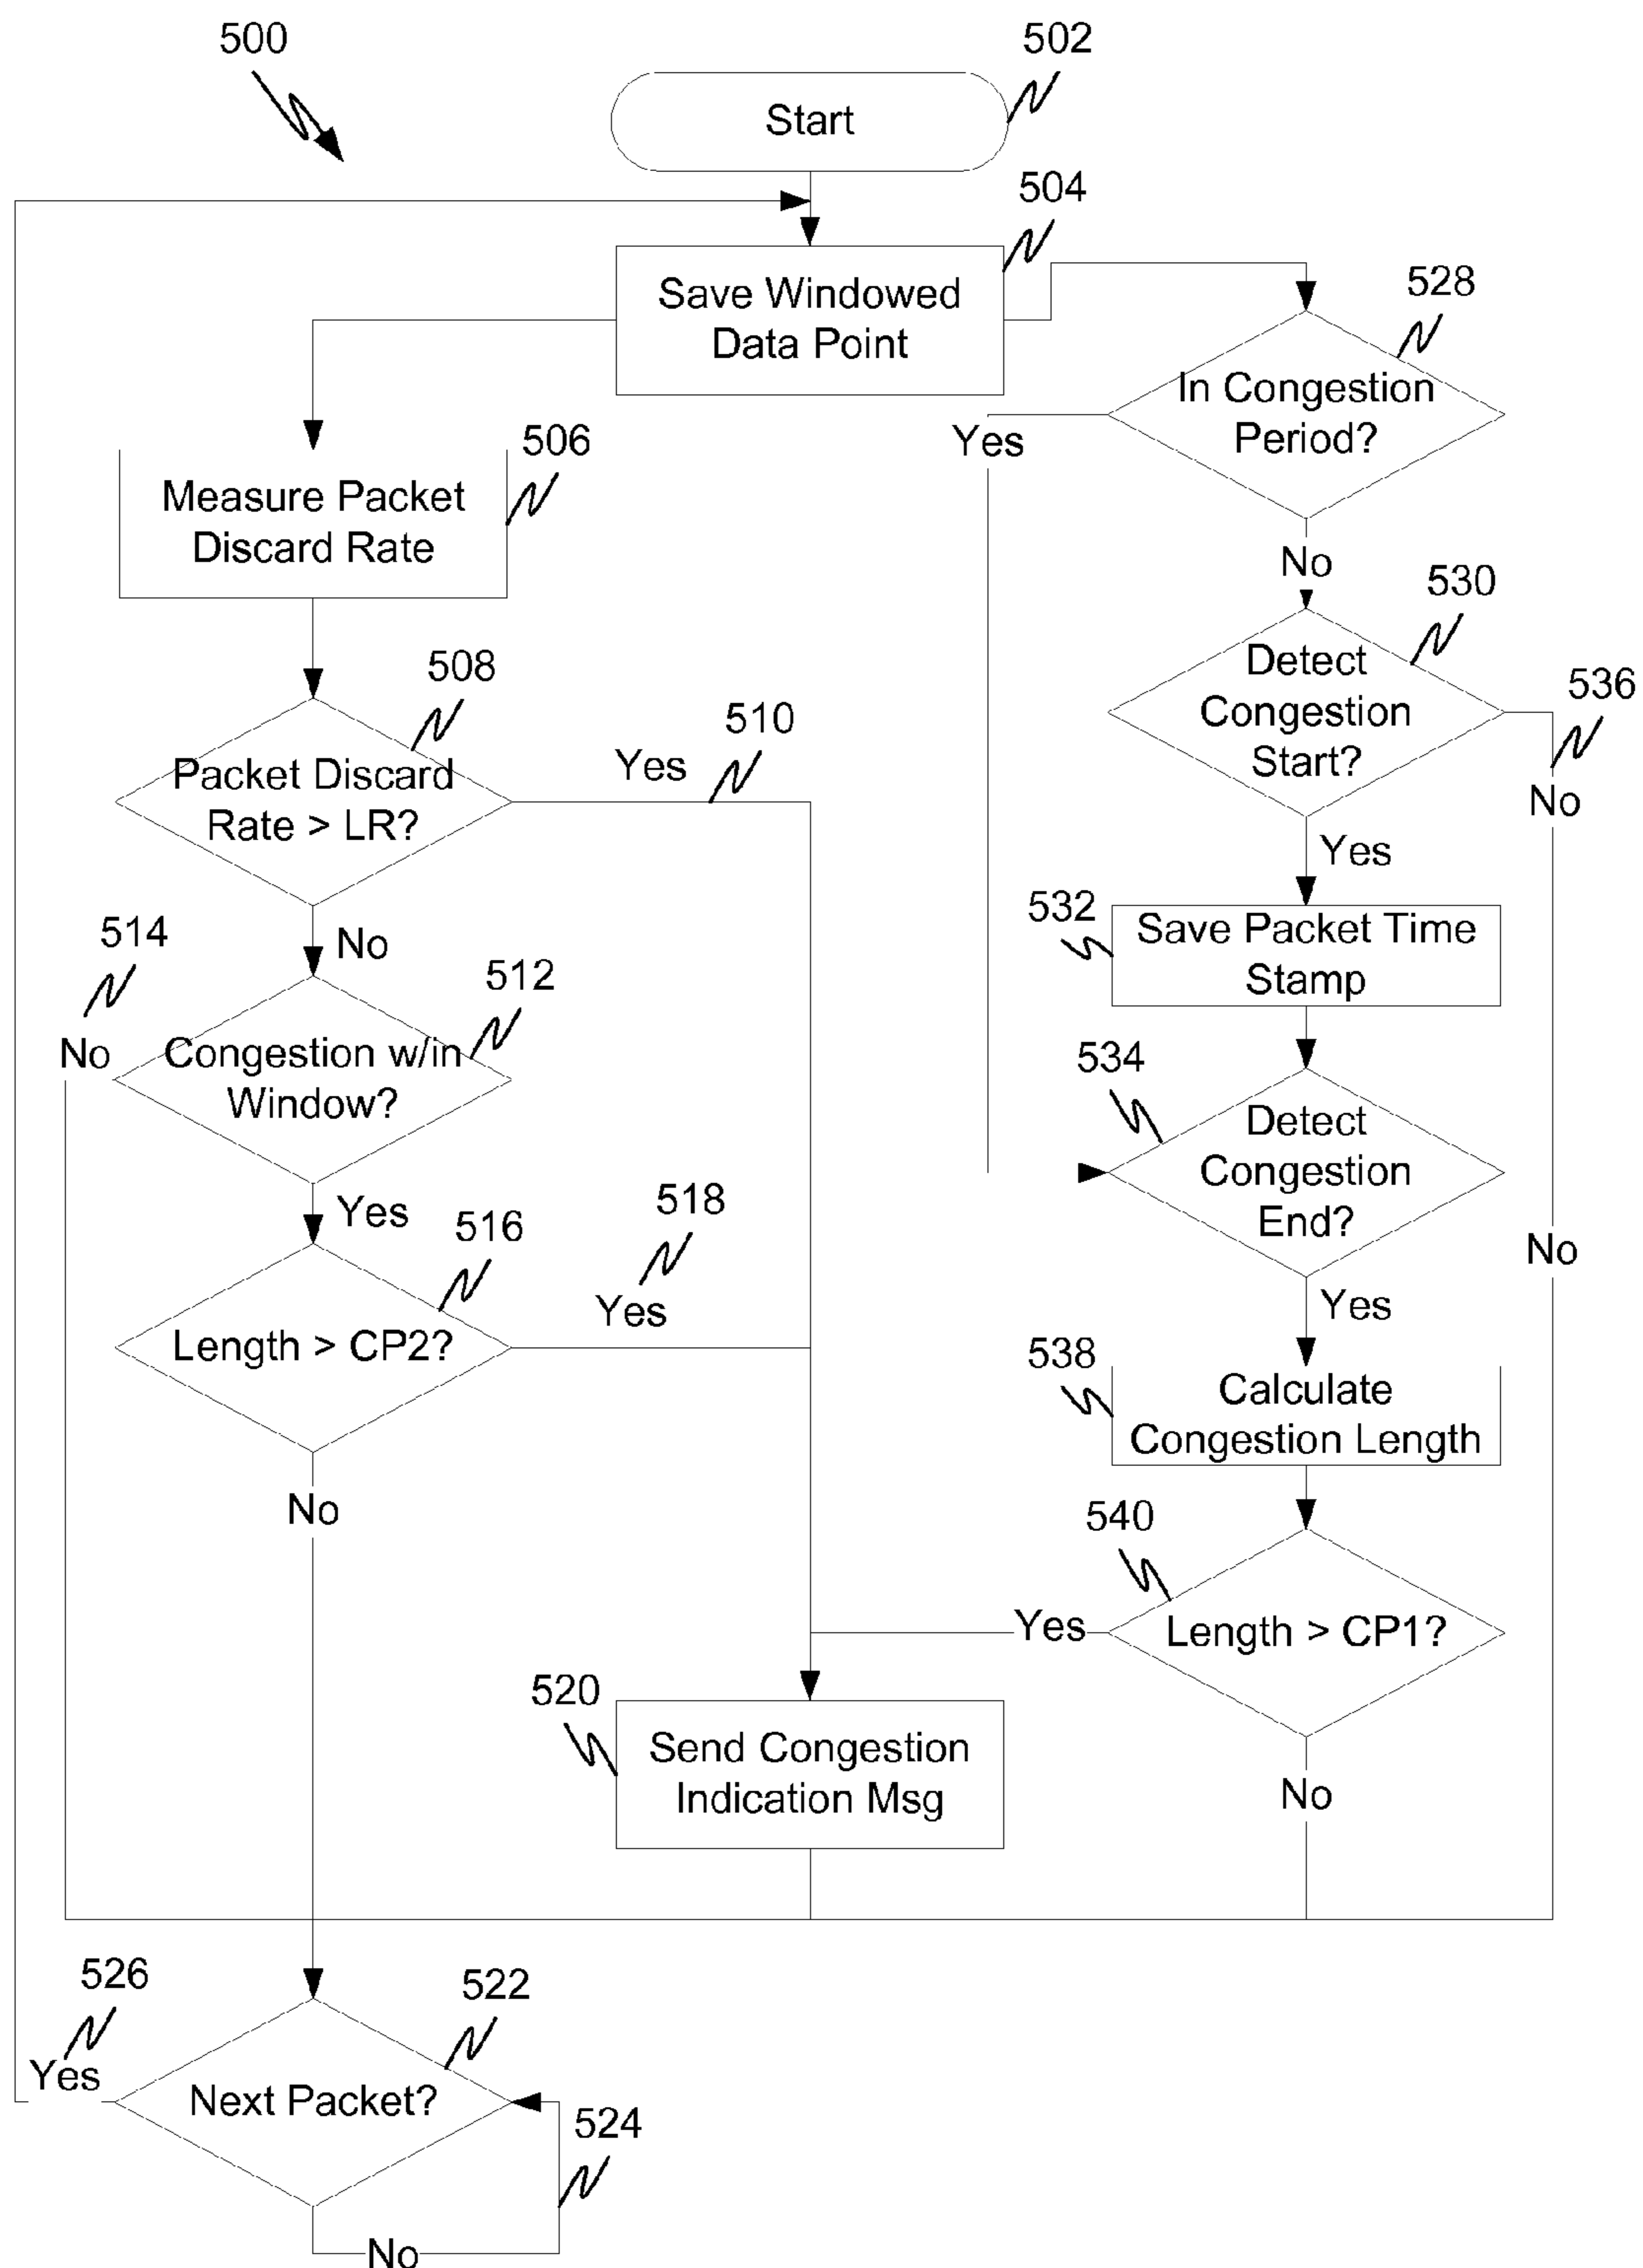 500
502
Start
504
Save Windowed
Data Point
528
In Congestion
Period?
Yes
No
506
Measure Packet
Discard Rate
530
Detect
Congestion
Start?
536
No
Yes
508
Packet Discard
Rate > LR?
510
Yes
No
532
Save Packet Time
Stamp
514
No
512
Congestion w/in
Window?
Yes
534
Detect
Congestion
End?
No
Yes
516
Length > CP2?
518
Yes
No
538
Calculate
Congestion Length
540
Length > CP1?
Yes
No
520
Send Congestion
Indication Msg
526
Yes
522
Next Packet?
524
No